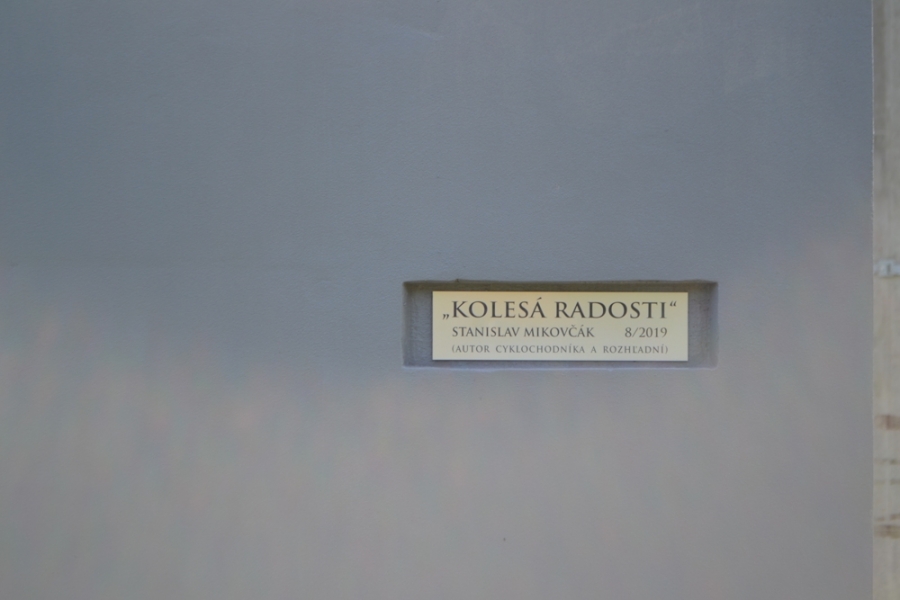 „KOLESÁ RADOSTI“
STANISLAV MIKOVČÁK 8/2019
(AUTOR CYKLOCHODNÍKA A ROZHĽADNÍ)